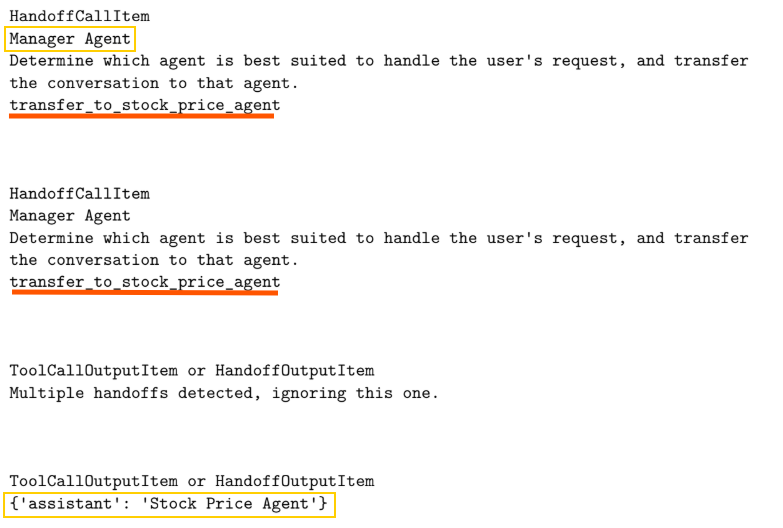 HandoffCallItem
Manager Agent
Determine which agent is best suited to handle the user's request, and transfer
the conversation to that agent.
transfer_to_stock_price_agent
HandoffCallItem
Manager Agent
Determine which agent is best suited to handle the user's request, and transfer
the conversation to that agent.
transfer_to_stock_price_agent
ToolCallOutputItem or HandoffOutputItem
Multiple handoffs detected, ignoring this one.
ToolCallOutputItem or HandoffOutputItem
{'assistant': 'Stock Price Agent'}